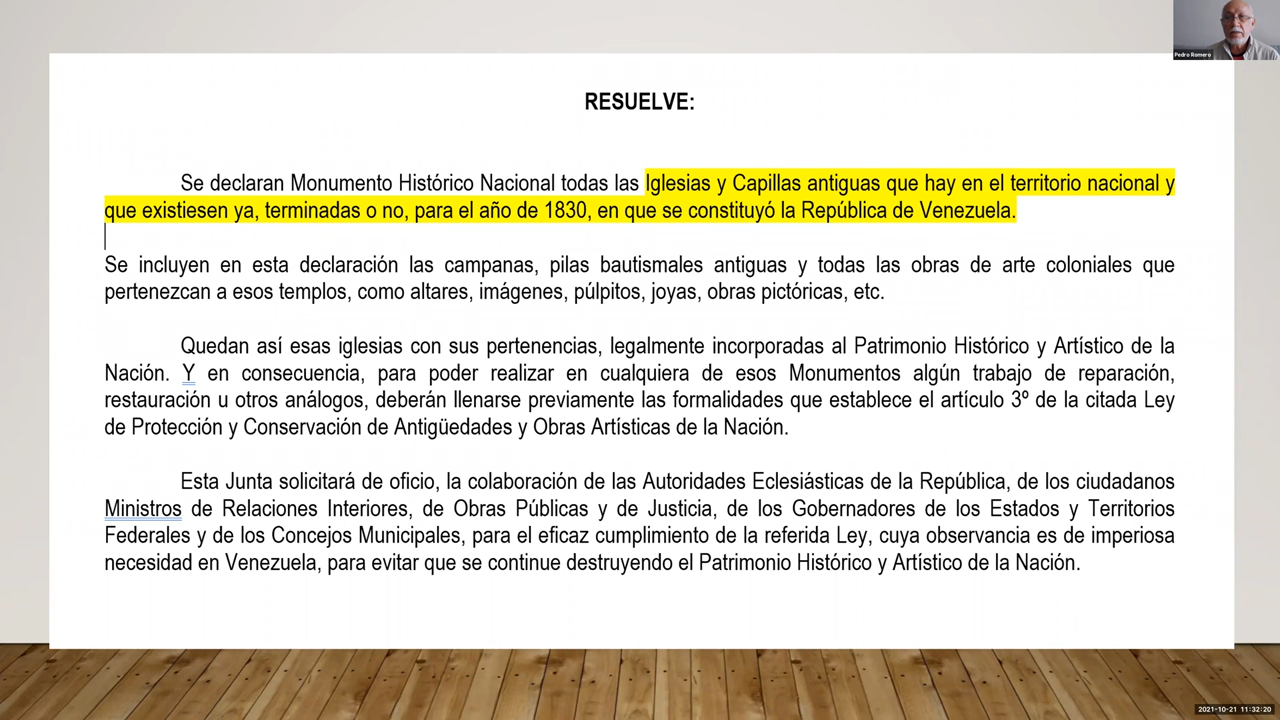 Pedro Romero
RESUELVE:
Se declaran Monumento Histórico Nacional todas las Iglesias y Capillas antiguas que hay en el territorio nacional y
que existiesen ya, terminadas o no, para el año de 1830, en que se constituyó la República de Venezuela.
Se incluyen en esta declaración las campanas, pilas bautismales antiguas y todas las obras de arte coloniales que
pertenezcan a esos templos, como altares, imágenes, púlpitos, joyas, obras pictóricas, etc.
Quedan así esas iglesias con sus pertenencias, legalmente incorporadas al Patrimonio Histórico y Artístico de la
Nación. Y en consecuencia, para poder realizar en cualquiera de esos Monumentos algún trabajo de reparación,
restauración u otros análogos, deberán llenarse previamente las formalidades que establece el artículo 3º de la citada Ley
de Protección y Conservación de Antigüedades y Obras Artísticas de la Nación.
Esta Junta solicitará de oficio, la colaboración de las Autoridades Eclesiásticas de la República, de los ciudadanos
Ministros de Relaciones Interiores, de Obras Públicas y de Justicia, de los Gobernadores de los Estados y Territorios
Federales y de los Concejos Municipales, para el eficaz cumplimiento de la referida Ley, cuya observancia es de imperiosa
necesidad en Venezuela, para evitar que se continue destruyendo el Patrimonio Histórico y Artístico de la Nación.
2021-10-21 11:32:20